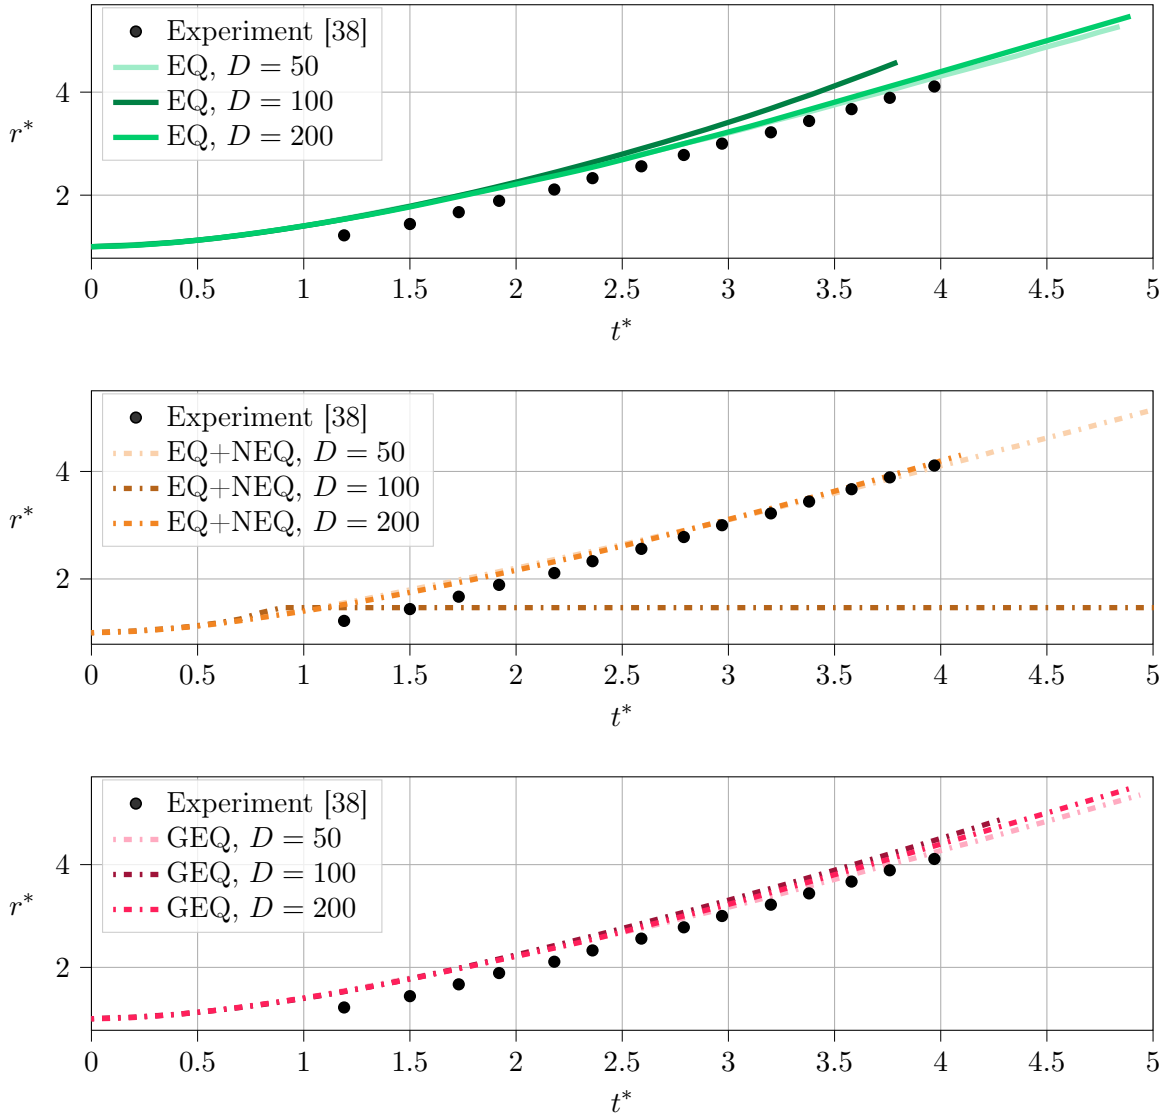 Experiment [38]
EQ, D = 50
EQ, D = 100
EQ, D = 200
4
2
r*
0 0.5 1 1.5 2 2.5 3 3.5 4 4.5 5
t*
Experiment [38]
EQ+NEQ, D = 50
EQ+NEQ, D = 100
EQ+NEQ, D = 200
4
2
r*
0 0.5 1 1.5 2 2.5 3 3.5 4 4.5 5
t*
Experiment [38]
GEQ, D = 50
GEQ, D = 100
GEQ, D = 200
4
2
r*
0 0.5 1 1.5 2 2.5 3 3.5 4 4.5 5
t*